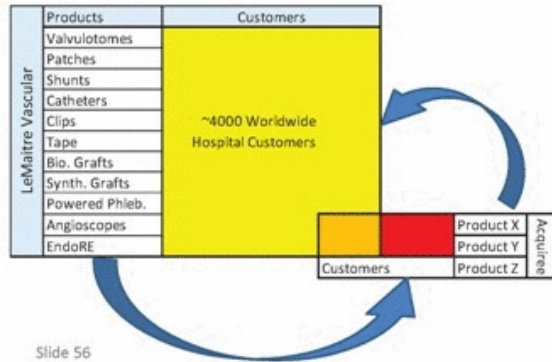 Products
Customers
LeMaitre Vascular
Valvulotomes
Patches
Shunts
Catheters
Clips
Tape
Bio. Grafts
Synth. Grafts
Powered Phleb.
Angioscopes
EndoRE
~4000 Worldwide
Hospital Customers
Product X
Product Y
Customers
Product Z
Acquiree
Slide 56